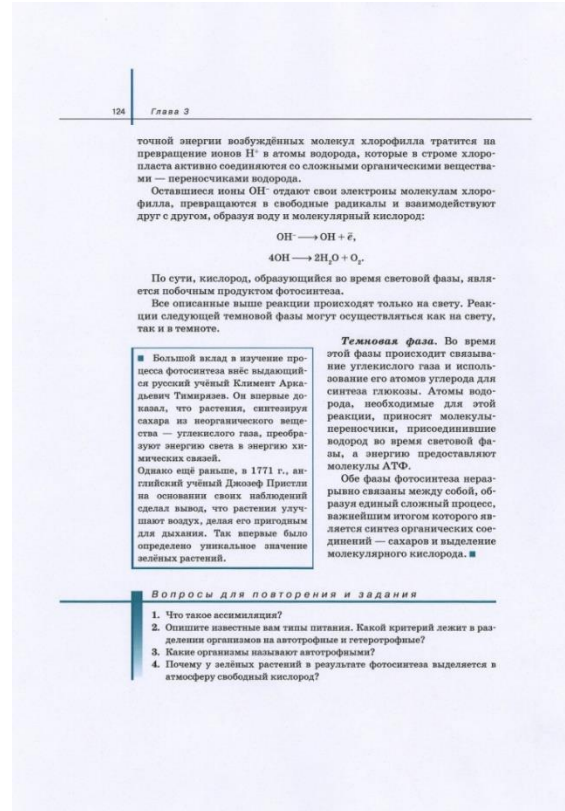 124 Глава 3
точной энергии возбуждённых молекул хлорофилла тратится на
превращение ионов H⁺ в атомы водорода, которые в строме хлоро-
пласта активно соединяются со сложными органическими вещества-
ми — переносчиками водорода.
Оставшиеся ионы OH⁻ отдают свои электроны молекулам хлоро-
филла, превращаются в свободные радикалы и взаимодействуют
друг с другом, образуя воду и молекулярный кислород:
OH⁻ ⟶ OH + ē,
4OH ⟶ 2H₂O + O₂.
По сути, кислород, образующийся во время световой фазы, явля-
ется побочным продуктом фотосинтеза.
Все описанные выше реакции происходят только на свету. Реак-
ции следующей темновой фазы могут осуществляться как на свету,
так и в темноте.
■ Большой вклад в изучение про-
цесса фотосинтеза внёс выдающий-
ся русский учёный Климент Арка-
дьевич Тимирязев. Он впервые до-
казал, что растения, синтезируя
сахара из неорганического веще-
ства — углекислого газа, преобра-
зуют энергию света в энергию хи-
мических связей.
Однако ещё раньше, в 1771 г., ан-
глийский учёный Джозеф Пристли
на основании своих наблюдений
сделал вывод, что растения улуч-
шают воздух, делая его пригодным
для дыхания. Так впервые было
определено уникальное значение
зелёных растений.
Темновая фаза. Во время
этой фазы происходит связыва-
ние углекислого газа и исполь-
зование его атомов углерода для
синтеза глюкозы. Атомы водо-
рода, необходимые для этой
реакции, приносят молекулы-
переносчики, присоединившие
водород во время световой фа-
зы, а энергию предоставляют
молекулы АТФ.
Обе фазы фотосинтеза нераз-
рывно связаны между собой, об-
разуя единый сложный процесс,
важнейшим итогом которого яв-
ляется синтез органических сое-
динений — сахаров и выделение
молекулярного кислорода. ■
Вопросы для повторения и задания
1. Что такое ассимиляция?
2. Опишите известные вам типы питания. Какой критерий лежит в раз-
делении организмов на автотрофные и гетеротрофные?
3. Какие организмы называют автотрофными?
4. Почему у зелёных растений в результате фотосинтеза выделяется в
атмосферу свободный кислород?